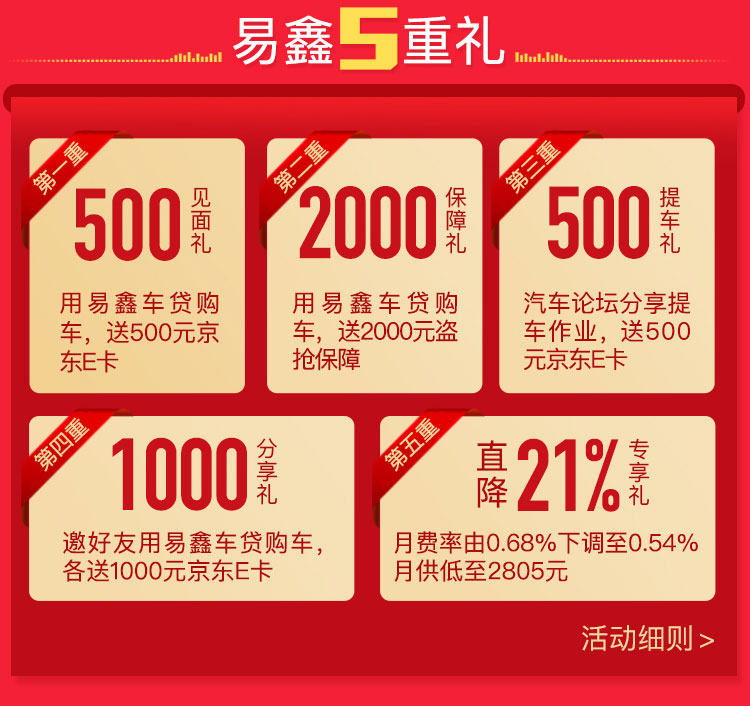 易鑫5重礼
第一重
500
见面礼
用易鑫车贷购
车，送500元京
东E卡
第二重
2000
保障礼
用易鑫车贷购
车，送2000元盗
抢保障
第三重
500
提车礼
汽车论坛分享提
车作业，送500
元京东E卡
第四重
1000
分享礼
邀好友用易鑫车贷购车，
各送1000元京东E卡
第五重
直降
21%
专享礼
月费率由0.68%下调至0.54%
月供低至2805元
活动细则 >